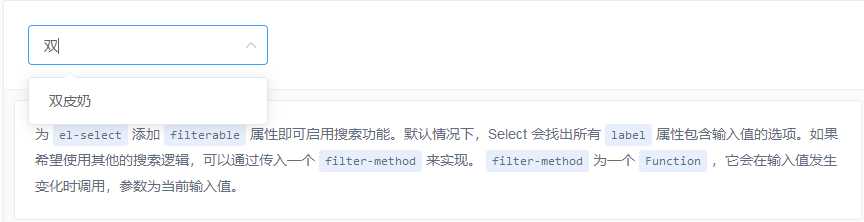 双
双皮奶
为 el-select 添加 filterable 属性即可启用搜索功能。默认情况下，Select 会找出所有 label 属性包含输入值的选项。如果
希望使用其他的搜索逻辑，可以通过传入一个 filter-method 来实现。 filter-method 为一个 Function ，它会在输入值发生
变化时调用，参数为当前输入值。